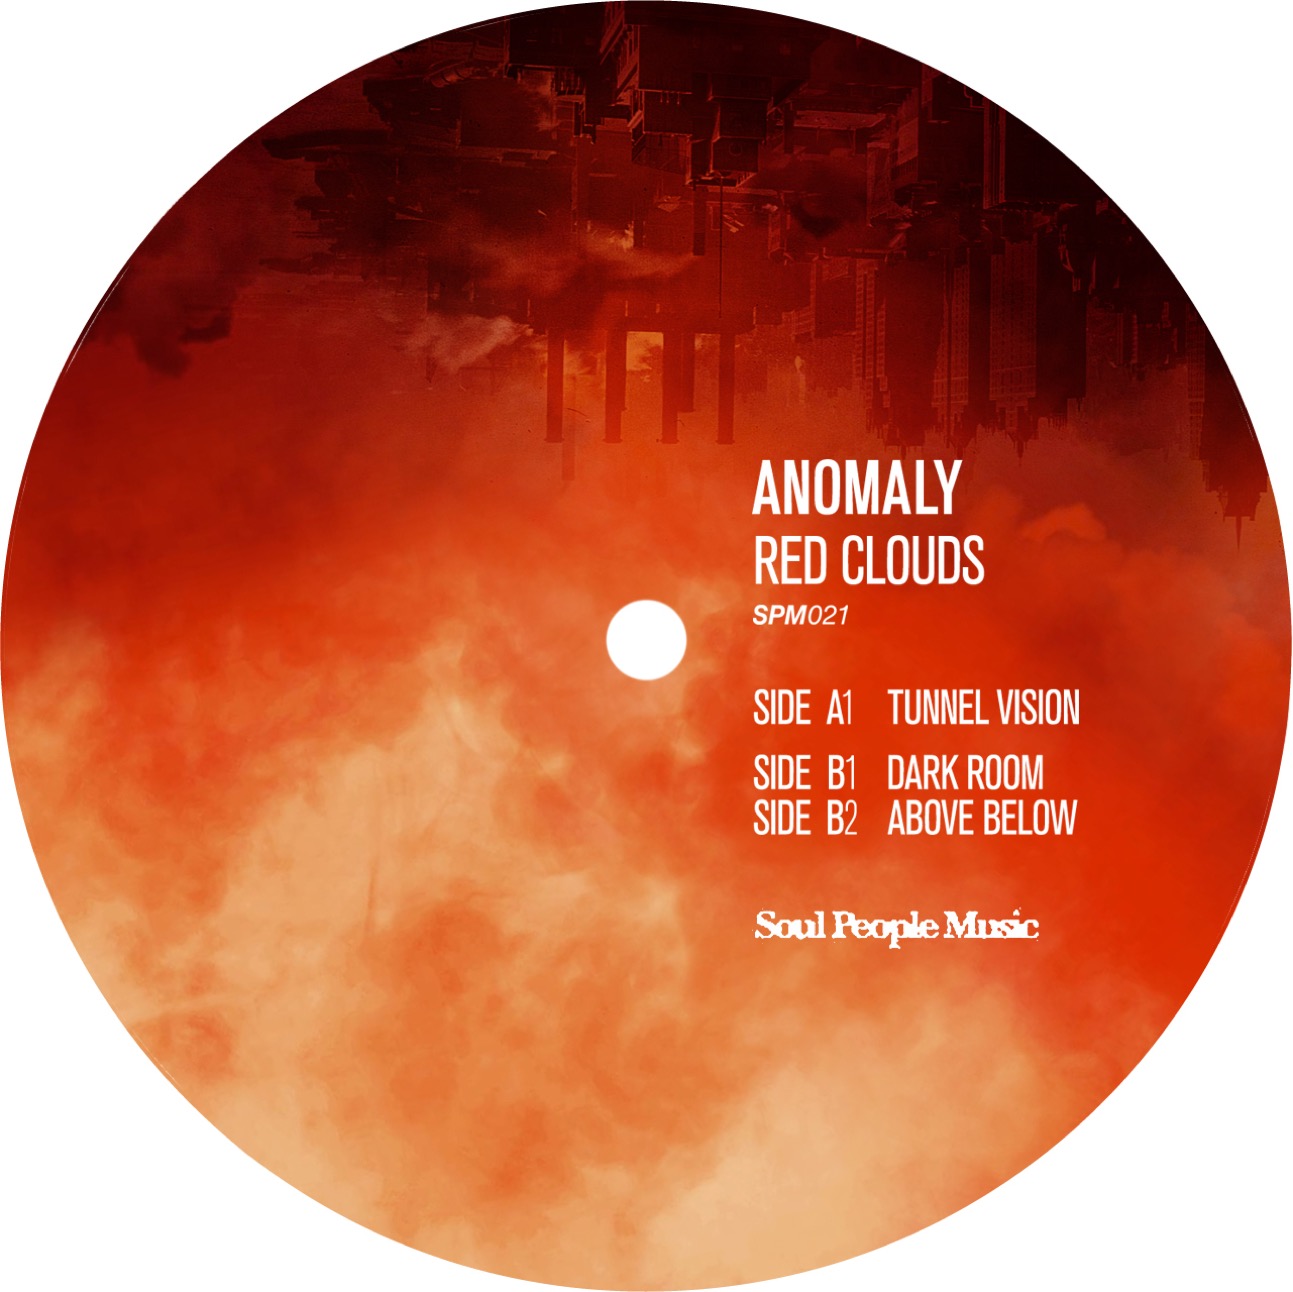 ANOMALY
RED CLOUDS
SPM021
SIDE A1 TUNNEL VISION
SIDE B1 DARK ROOM
SIDE B2 ABOVE BELOW
Soul People Music